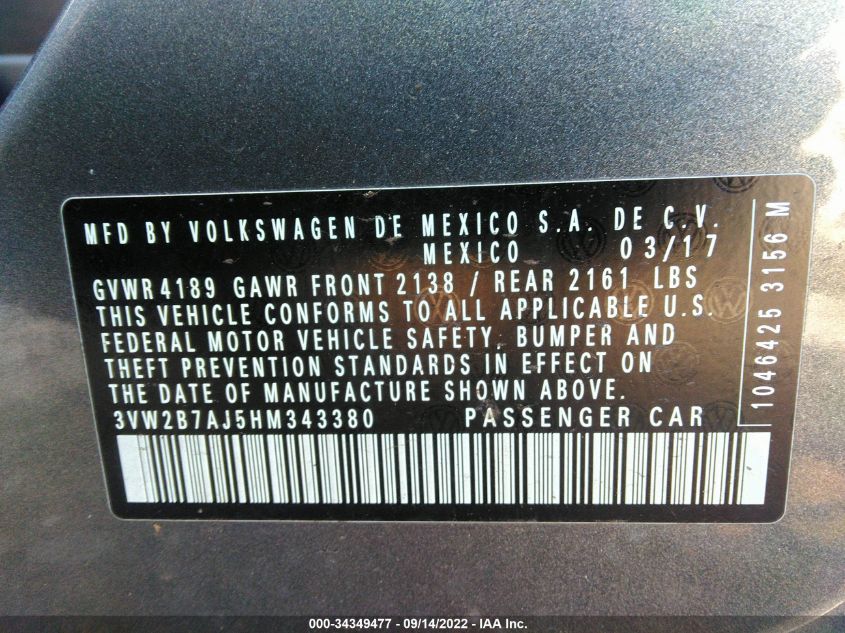 MFD BY VOLKSWAGEN DE MEXICO S.A. DE C.V.
MEXICO 03/17
GVWR 4189 GAWR FRONT 2138 / REAR 2161 LBS
THIS VEHICLE CONFORMS TO ALL APPLICABLE U.S.
FEDERAL MOTOR VEHICLE SAFETY, BUMPER AND
THEFT PREVENTION STANDARDS IN EFFECT ON
THE DATE OF MANUFACTURE SHOWN ABOVE.
3VW2B7AJ5HM343380 PASSENGER CAR
1046425 3156 M
000-34349477 - 09/14/2022 - IAA Inc.